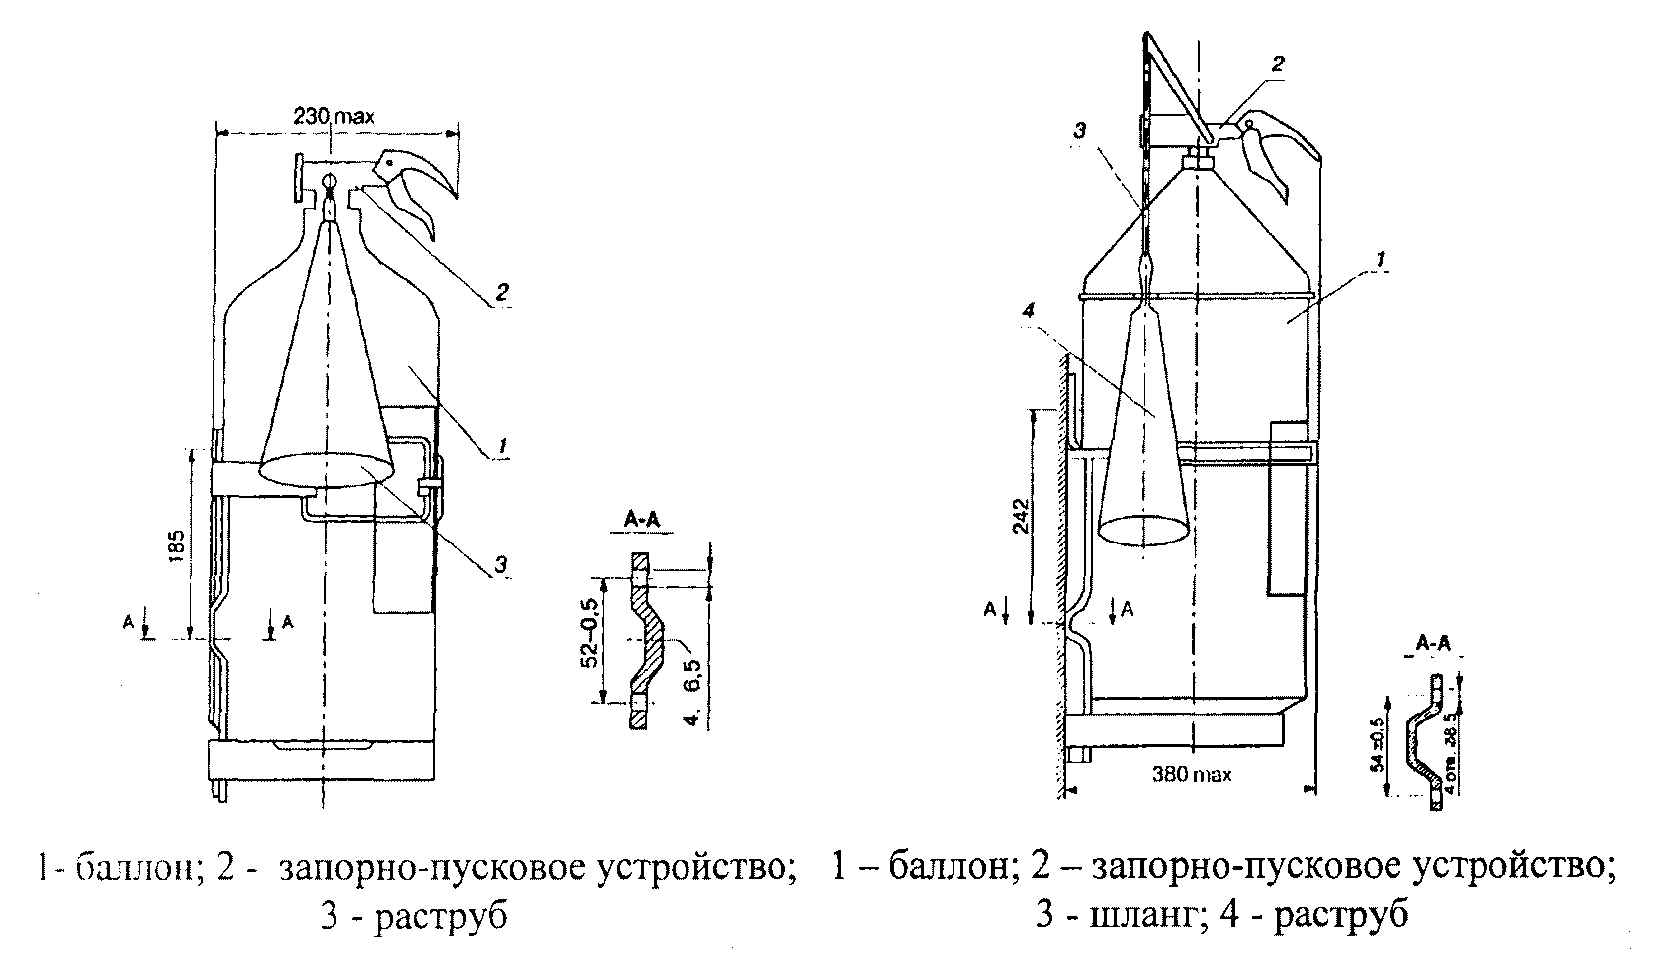 230 max
2
1
3
185
А
А
А-А
52-0,5
4. 6,5
2
3
1
4
242
А
А
380 max
А-А
54±0.5
4 отв. ⌀8.5
1- баллон; 2 - запорно-пусковое устройство;
3 - раструб
1 – баллон; 2 – запорно-пусковое устройство;
3 - шланг; 4 - раструб